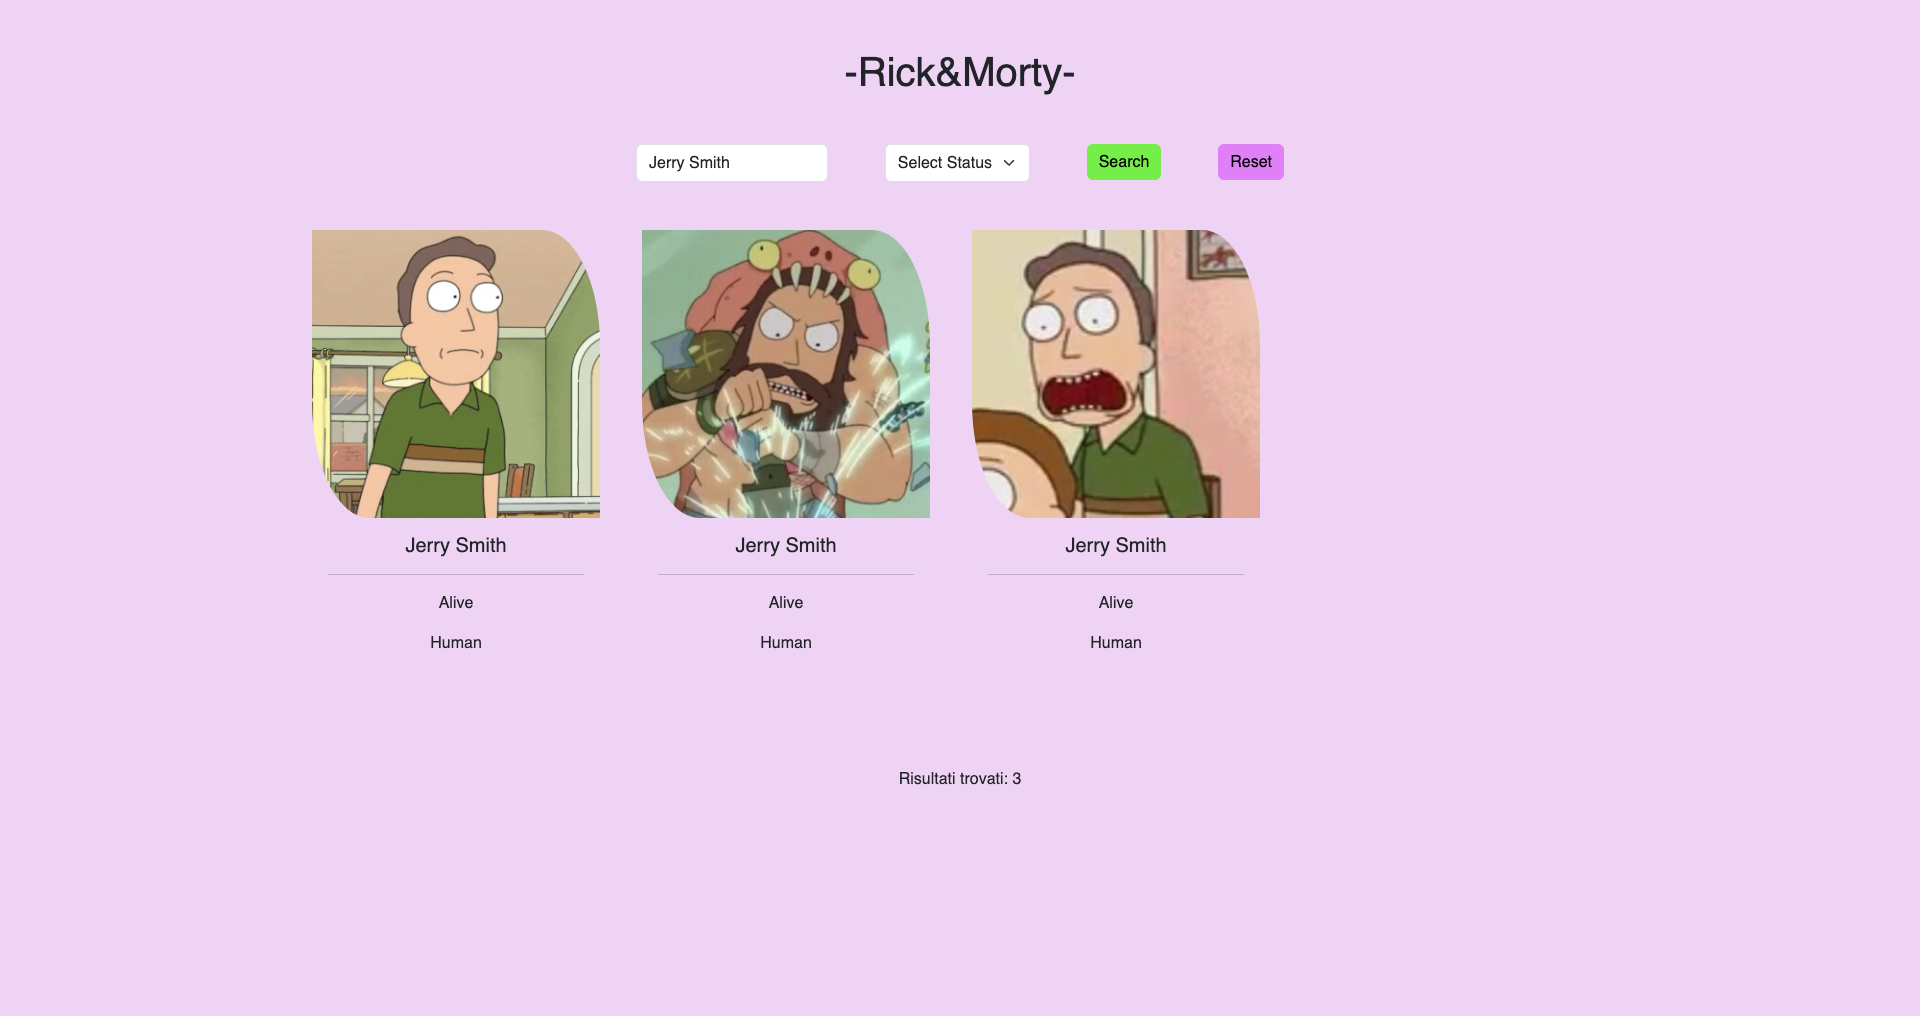 -Rick&Morty-
Jerry Smith
Select Status
Search
Reset
Jerry Smith
Jerry Smith
Jerry Smith
Alive
Alive
Alive
Human
Human
Human
Risultati trovati: 3